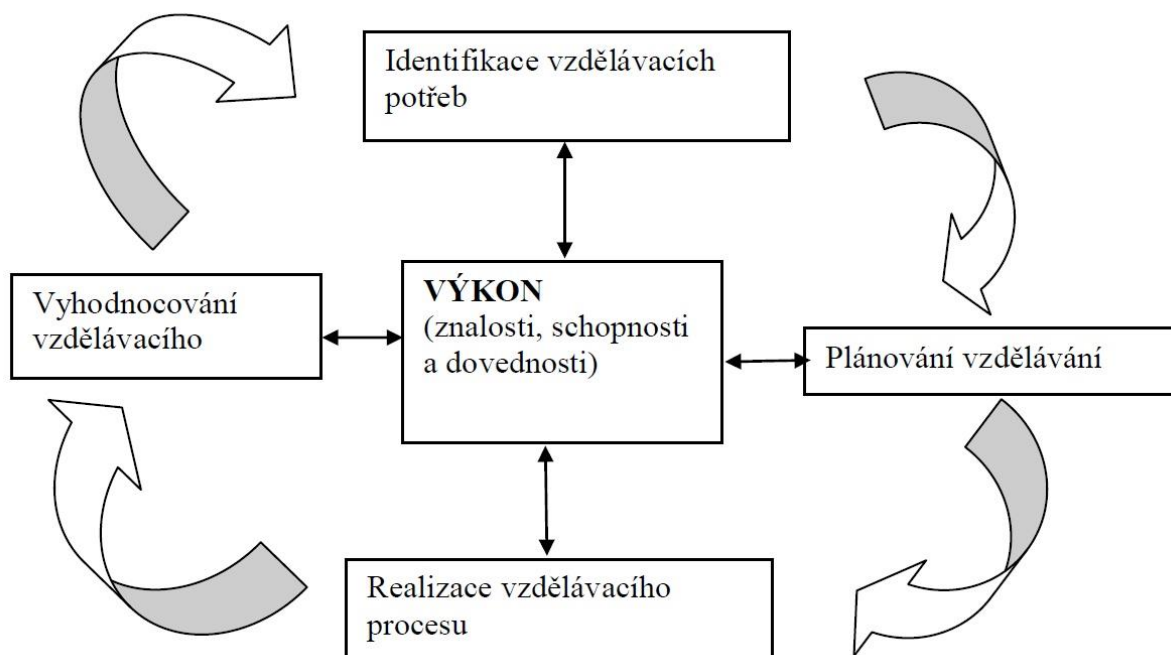 Identifikace vzdělávacích
potřeb
Vyhodnocování
vzdělávacího
VÝKON
(znalosti, schopnosti
a dovednosti)
Plánování vzdělávání
Realizace vzdělávacího
procesu